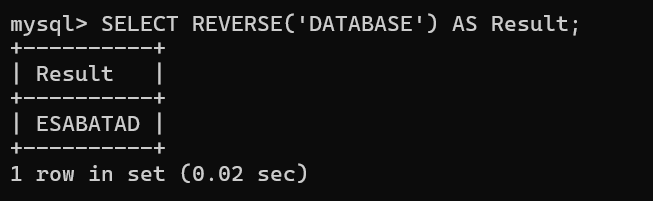 mysql> SELECT REVERSE('DATABASE') AS Result;
+----------+
| Result   |
+----------+
| ESABATAD |
+----------+
1 row in set (0.02 sec)